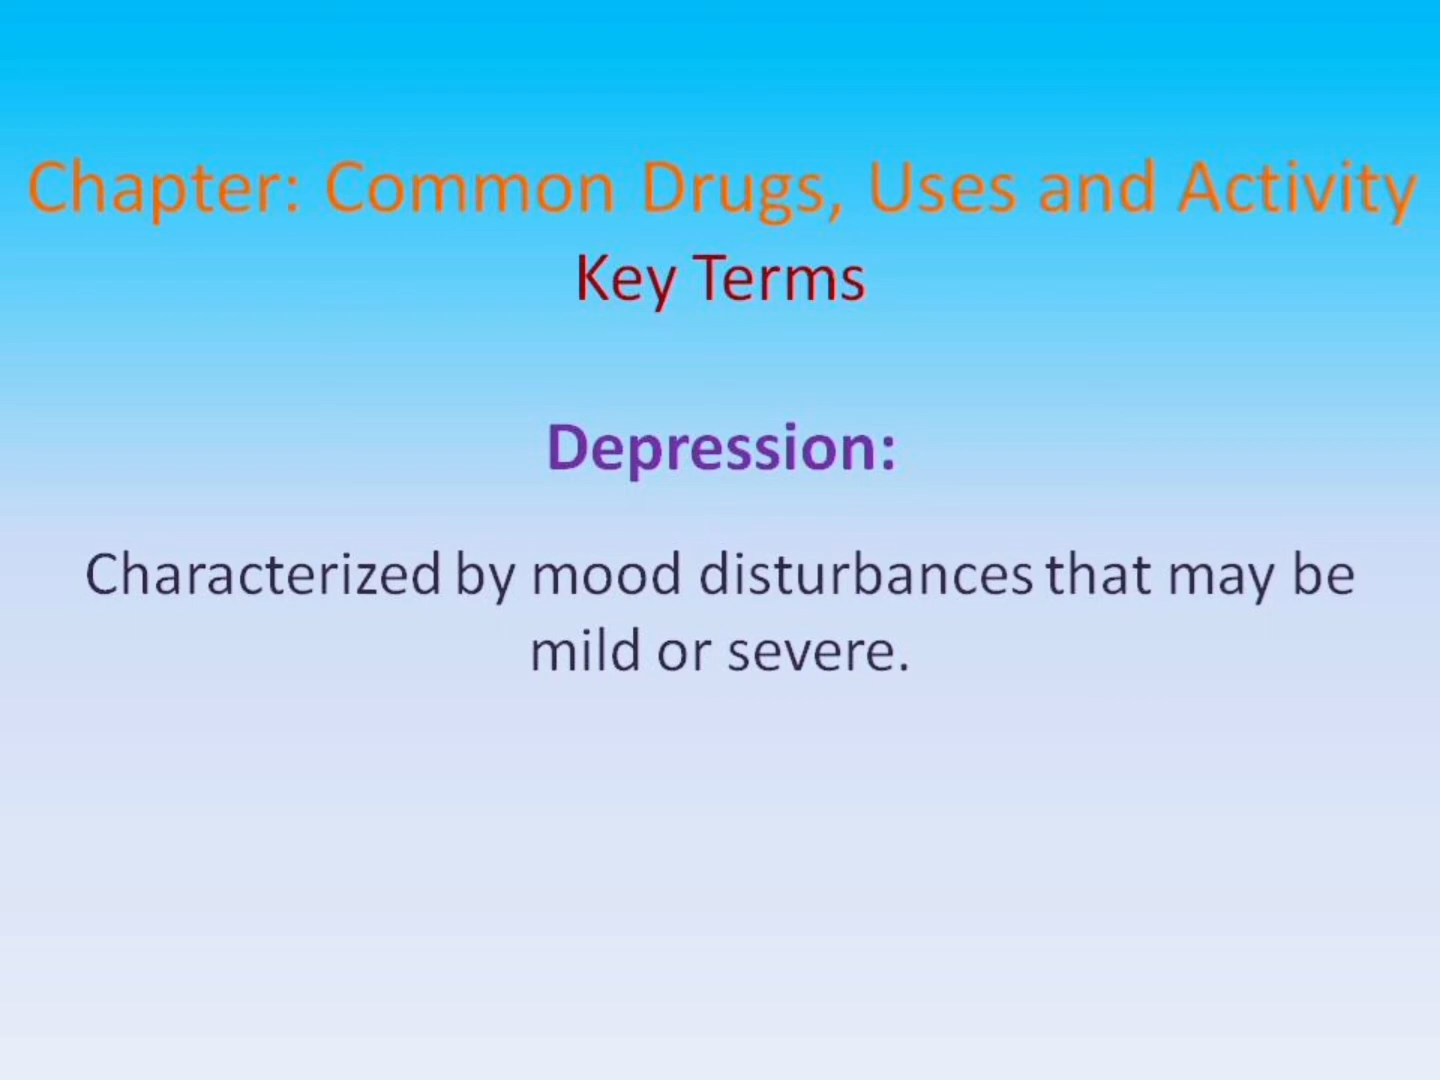 Chapter: Common Drugs, Uses and Activity
Key Terms
Depression:
Characterized by mood disturbances that may be
mild or severe.